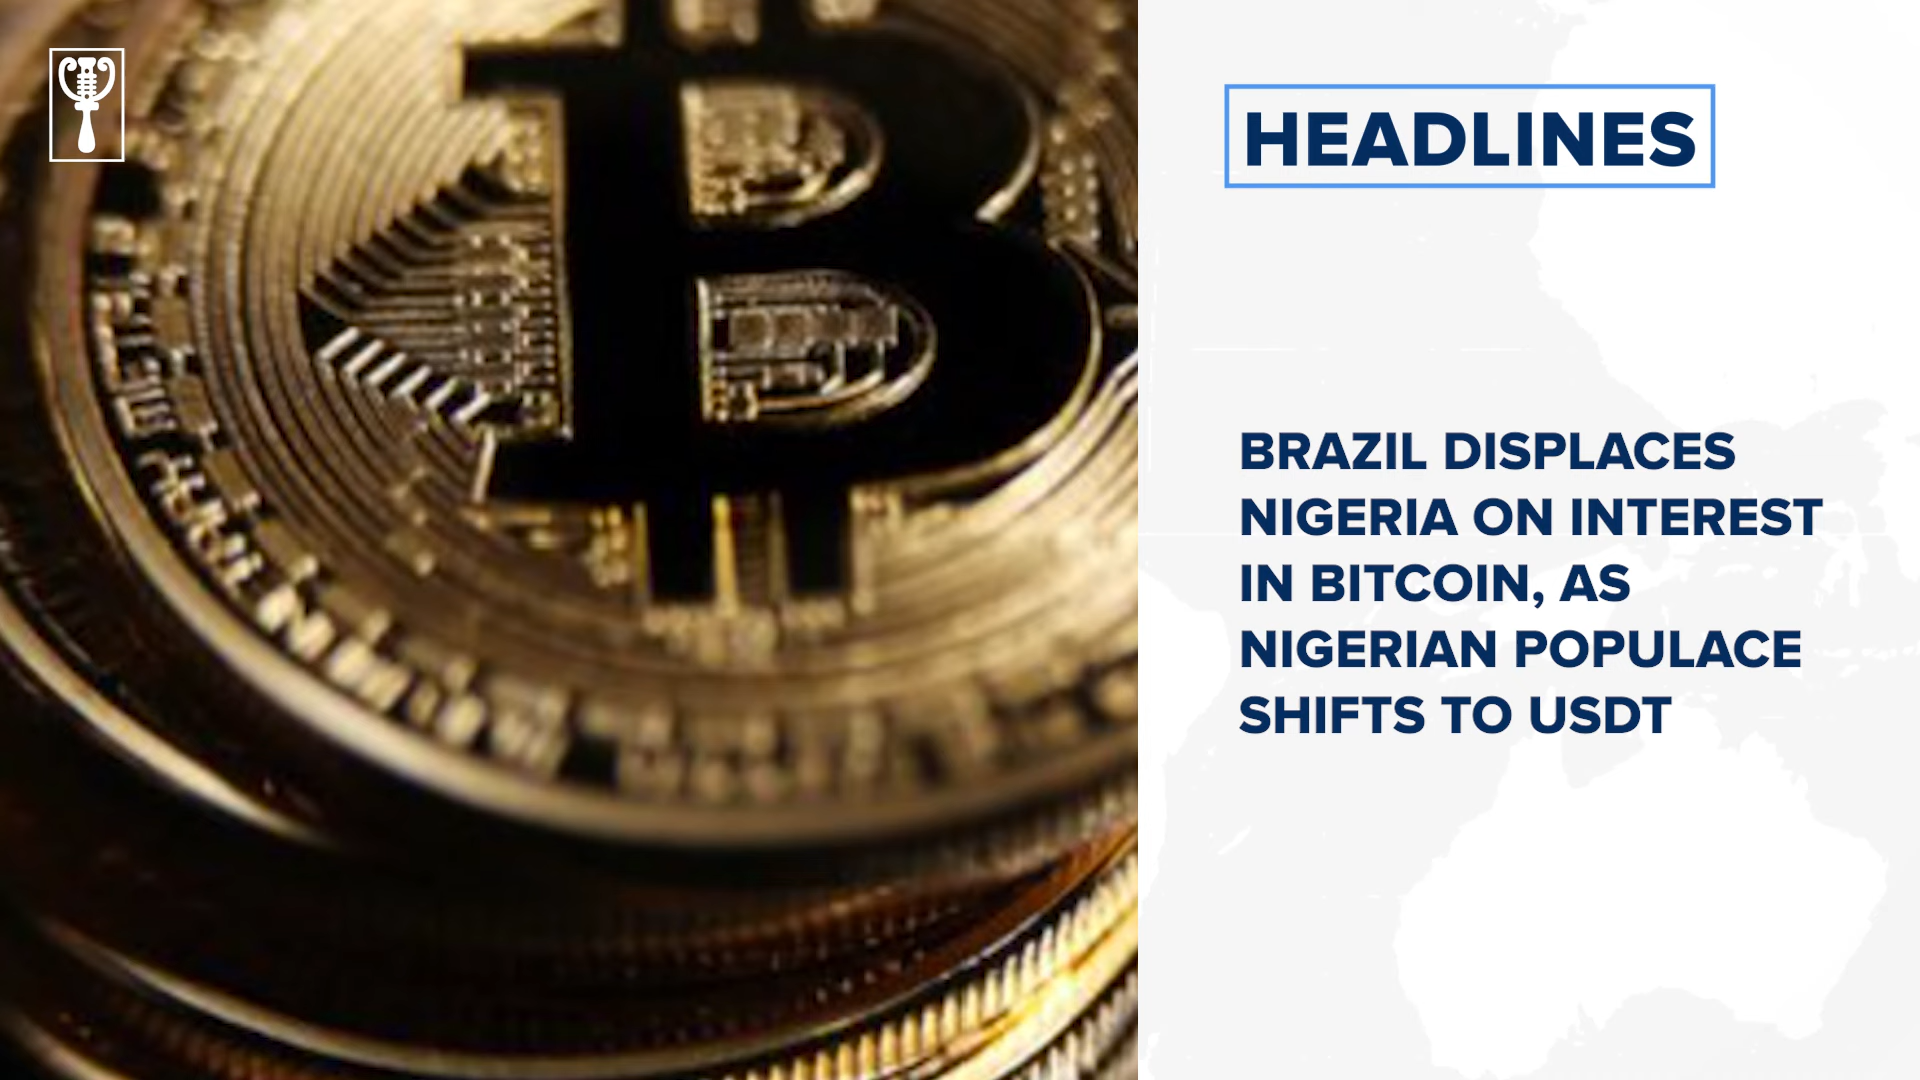 HEADLINES
BRAZIL DISPLACES
NIGERIA ON INTEREST
IN BITCOIN, AS
NIGERIAN POPULACE
SHIFTS TO USDT